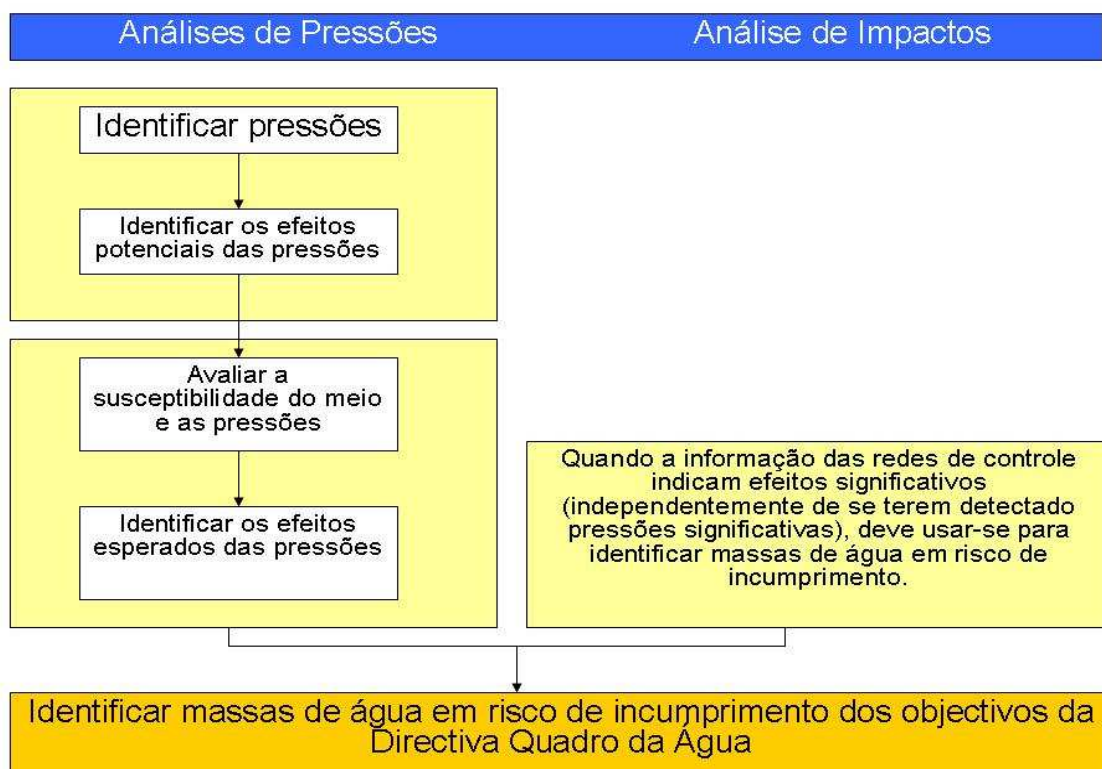 Análises de Pressões
Análise de Impactos
Identificar pressões
Identificar os efeitos
potenciais das pressões
Avaliar a
susceptibilidade do meio
e as pressões
Identificar os efeitos
esperados das pressões
Quando a informação das redes de controle
indicam efeitos significativos
(independentemente de se terem detectado
pressões significativas), deve usar-se para
identificar massas de água em risco de
incumprimento.
Identificar massas de água em risco de incumprimento dos objectivos da
Directiva Quadro da Água